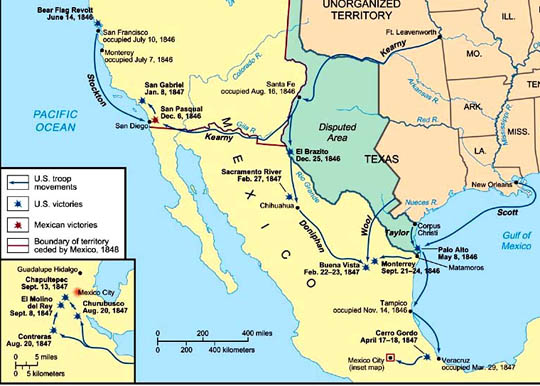 Bear Flag Revolt
June 14, 1846
San Francisco
occupied July 10, 1846
Monterey
occupied July 7, 1846
Stockton
PACIFIC
OCEAN
San Gabriel
Jan. 8, 1847
San Pasqual
Dec. 6, 1846
San Diego
Kearny
Gila R.
Colorado R.
UNORGANIZED
TERRITORY
Ft. Leavenworth
Kearny
Santa Fe
occupied Aug. 16, 1846
Arkansas R.
Red R.
ILL.
MO.
ARK.
TEN
MISS.
LA.
Mississippi R.
Disputed
Area
TEXAS
El Brazito
Dec. 25, 1846
Rio Grande
Sacramento River
Feb. 27, 1847
Chihuahua
Doniphan
MEXICO
Nueces R.
Wool
Taylor
Corpus
Christi
New Orleans
Scott
Gulf of
Mexico
Palo Alto
May 8, 1846
Matamoros
Monterrey
Sept. 21–24, 1846
Buena Vista
Feb. 22–23, 1847
Tampico
occupied Nov. 14, 1846
Cerro Gordo
April 17–18, 1847
Mexico City
(inset map)
Veracruz
occupied Mar. 29, 1847
U.S. troop
movements
U.S. victories
Mexican victories
Boundary of territory
ceded by Mexico, 1848
Guadalupe Hidalgo
Chapultepec
Sept. 13, 1847
Mexico City
El Molino
del Rey
Sept. 8, 1847
Churubusco
Aug. 20, 1847
Contreras
Aug. 20, 1847
0 5 miles
0 5 kilometers
0 200 400 miles
0 200 400 kilometers